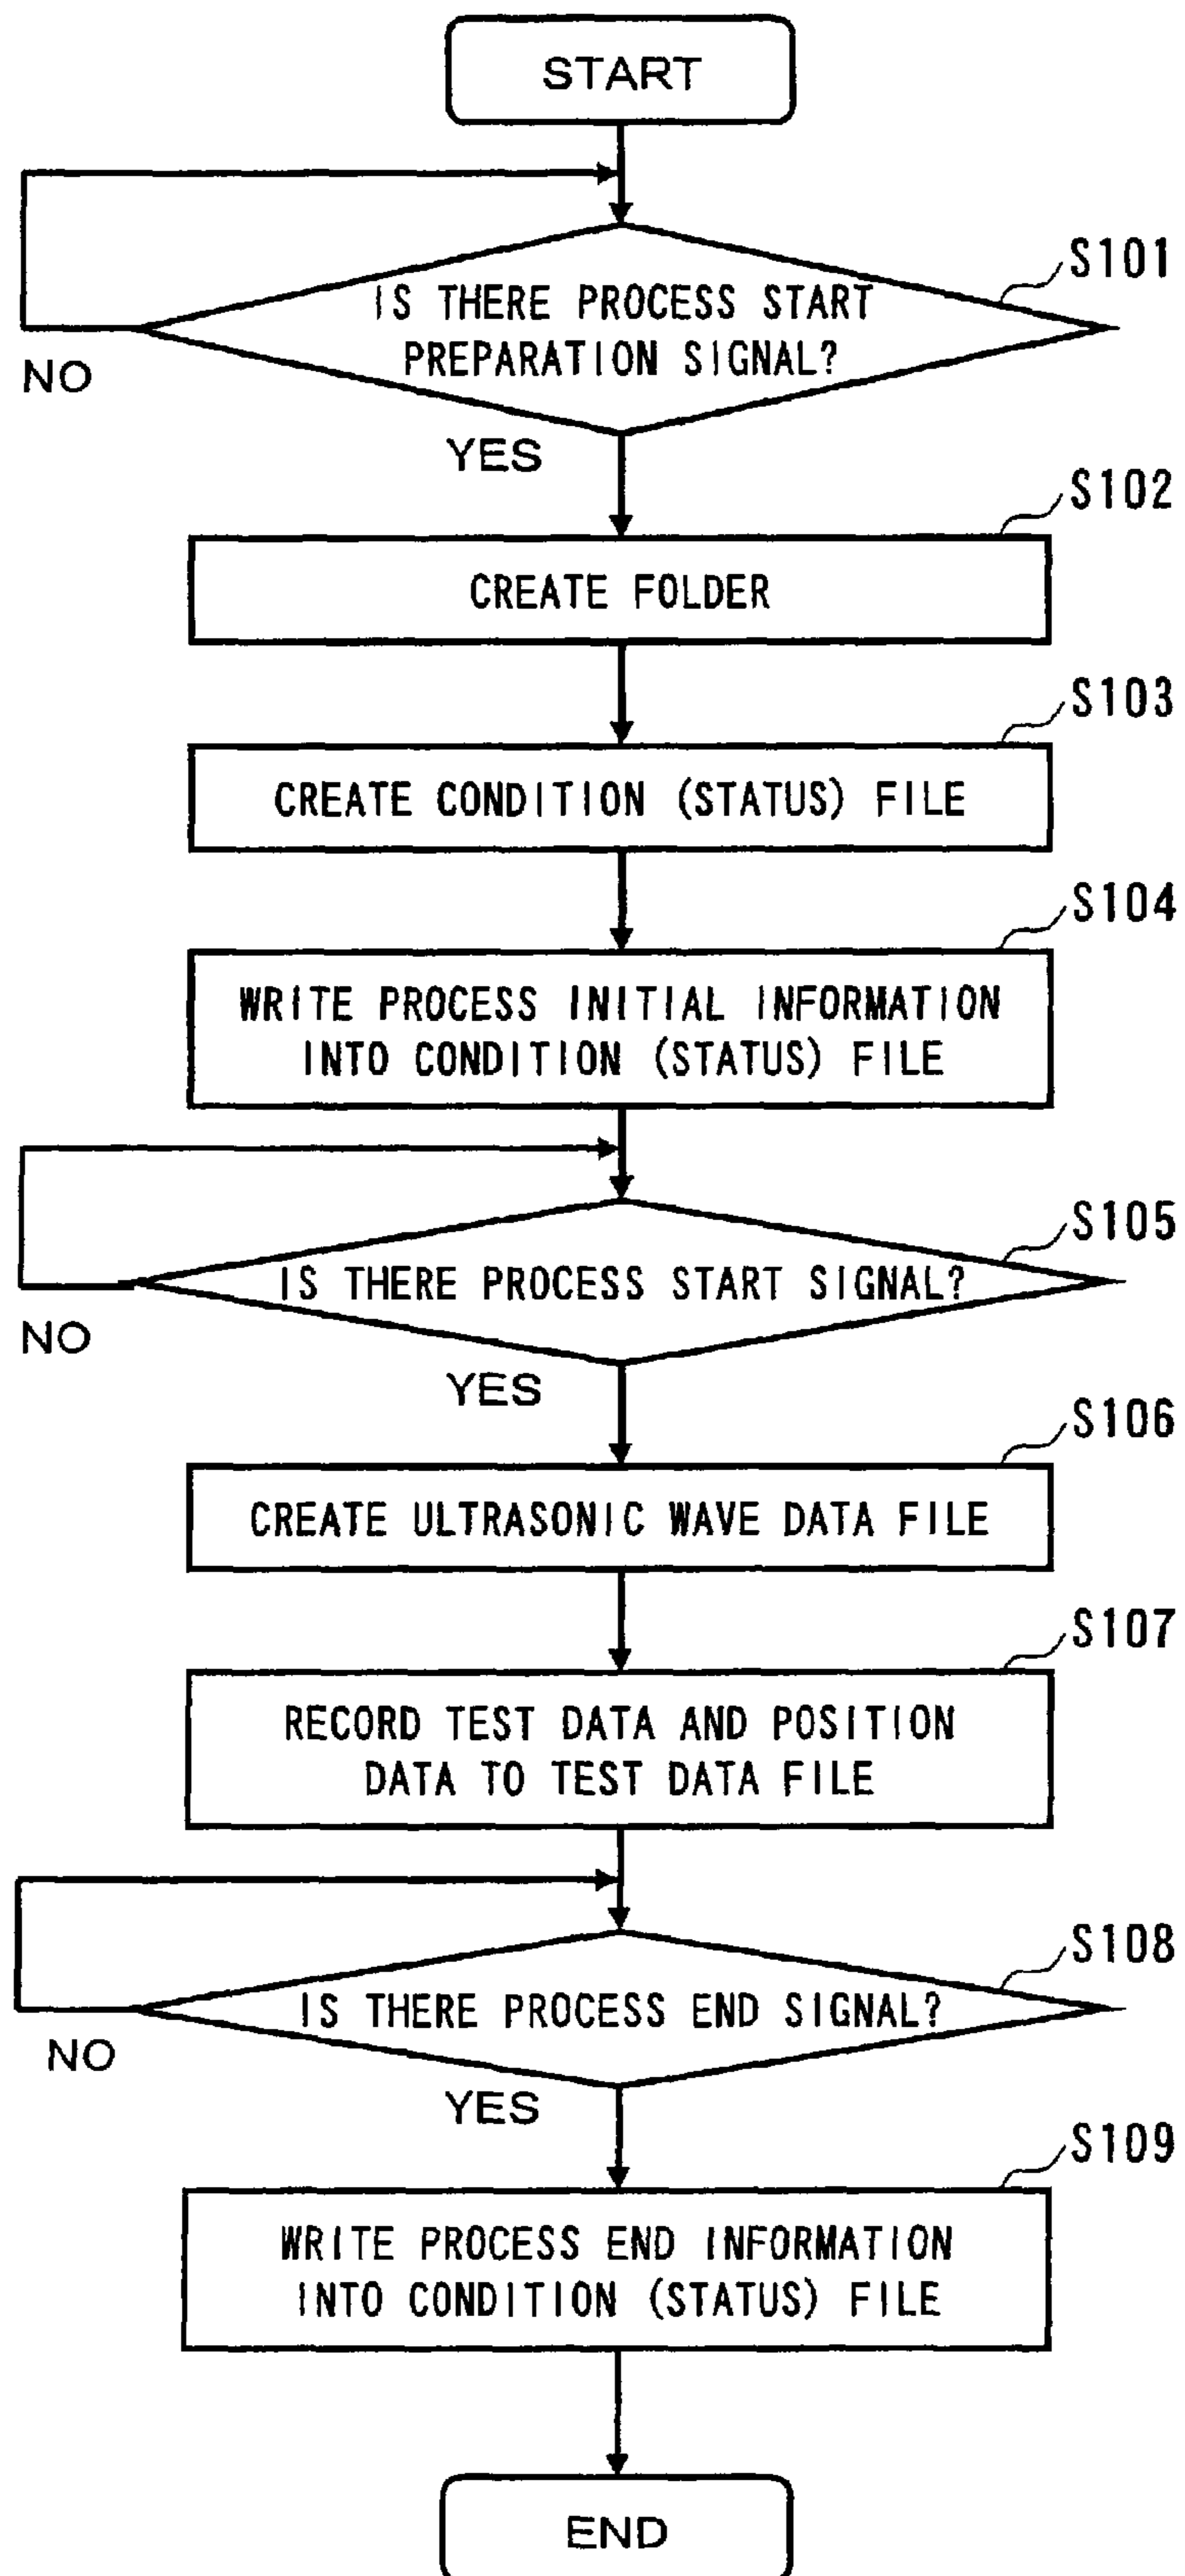 START
S101
IS THERE PROCESS START
PREPARATION SIGNAL?
NO
YES
S102
CREATE FOLDER
S103
CREATE CONDITION (STATUS) FILE
S104
WRITE PROCESS INITIAL INFORMATION
INTO CONDITION (STATUS) FILE
S105
IS THERE PROCESS START SIGNAL?
NO
YES
S106
CREATE ULTRASONIC WAVE DATA FILE
S107
RECORD TEST DATA AND POSITION
DATA TO TEST DATA FILE
S108
IS THERE PROCESS END SIGNAL?
NO
YES
S109
WRITE PROCESS END INFORMATION
INTO CONDITION (STATUS) FILE
END